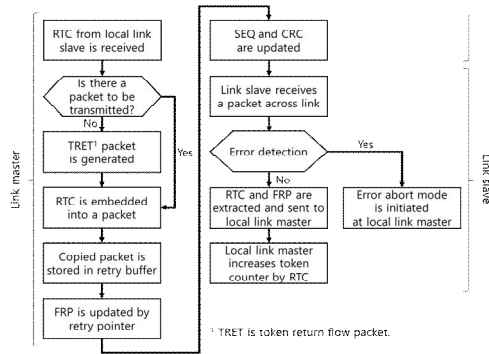 RTC from local link
slave is received
Is there a
packet to be
transmitted?
No
Yes
TRET¹ packet
is generated
RTC is embedded
into a packet
Copied packet is
stored in retry buffer
FRP is updated by
retry pointer
Link master
SEQ and CRC
are updated
Link slave receives
a packet across link
Error detection
Yes
No
RTC and FRP are
extracted and sent to
local link master
Error abort mode
is initiated
at local link master
Local link master
increases token
counter by RTC
Link slave
¹ TRET is token return flow packet.